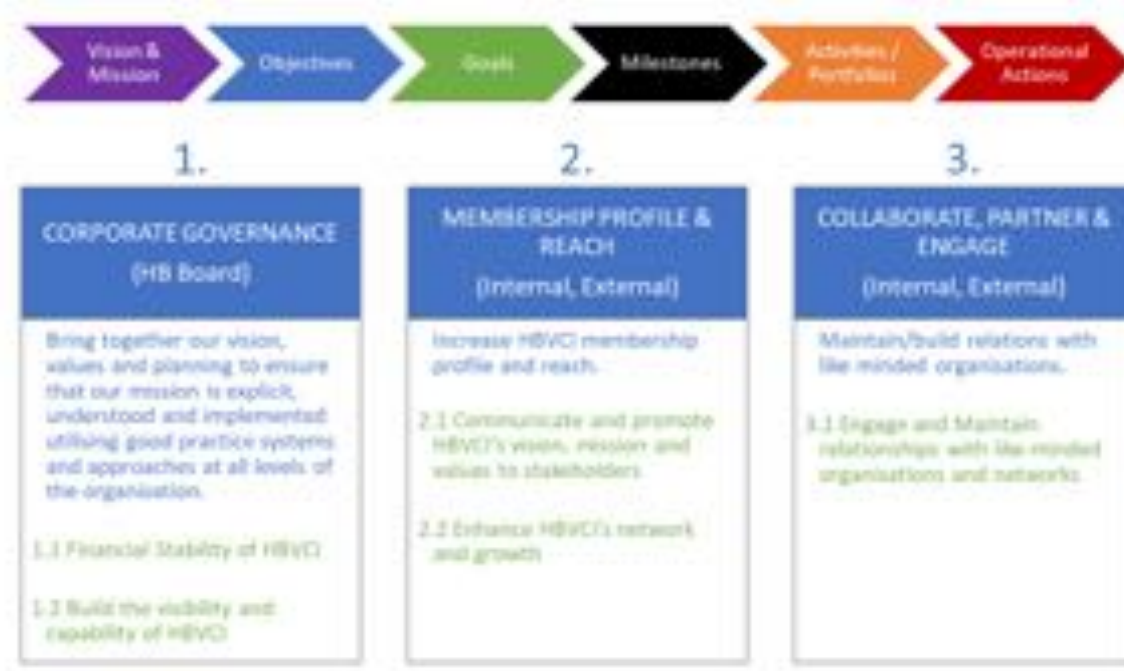 Vision &
Mission
Objectives
Goals
Milestones
Activities /
Portfolios
Operational
Actions
1.
CORPORATE GOVERNANCE
(HB Board)
Bring together our vision,
values and planning to ensure
that our mission is explicit,
understood and implemented
utilising good practice systems
and approaches at all levels of
the organisation.
1.1 Financial Stability of HBVCI
1.2 Build the visibility and
capability of HBVCI
2.
MEMBERSHIP PROFILE &
REACH
(Internal, External)
Increase HBVCI membership
profile and reach.
2.1 Communicate and promote
HBVCI's vision, mission and
values to stakeholders
2.2 Enhance HBVCI's network
and growth
3.
COLLABORATE, PARTNER &
ENGAGE
(Internal, External)
Maintain/build relations with
like minded organisations.
3.1 Engage and Maintain
relationships with like-minded
organisations and networks